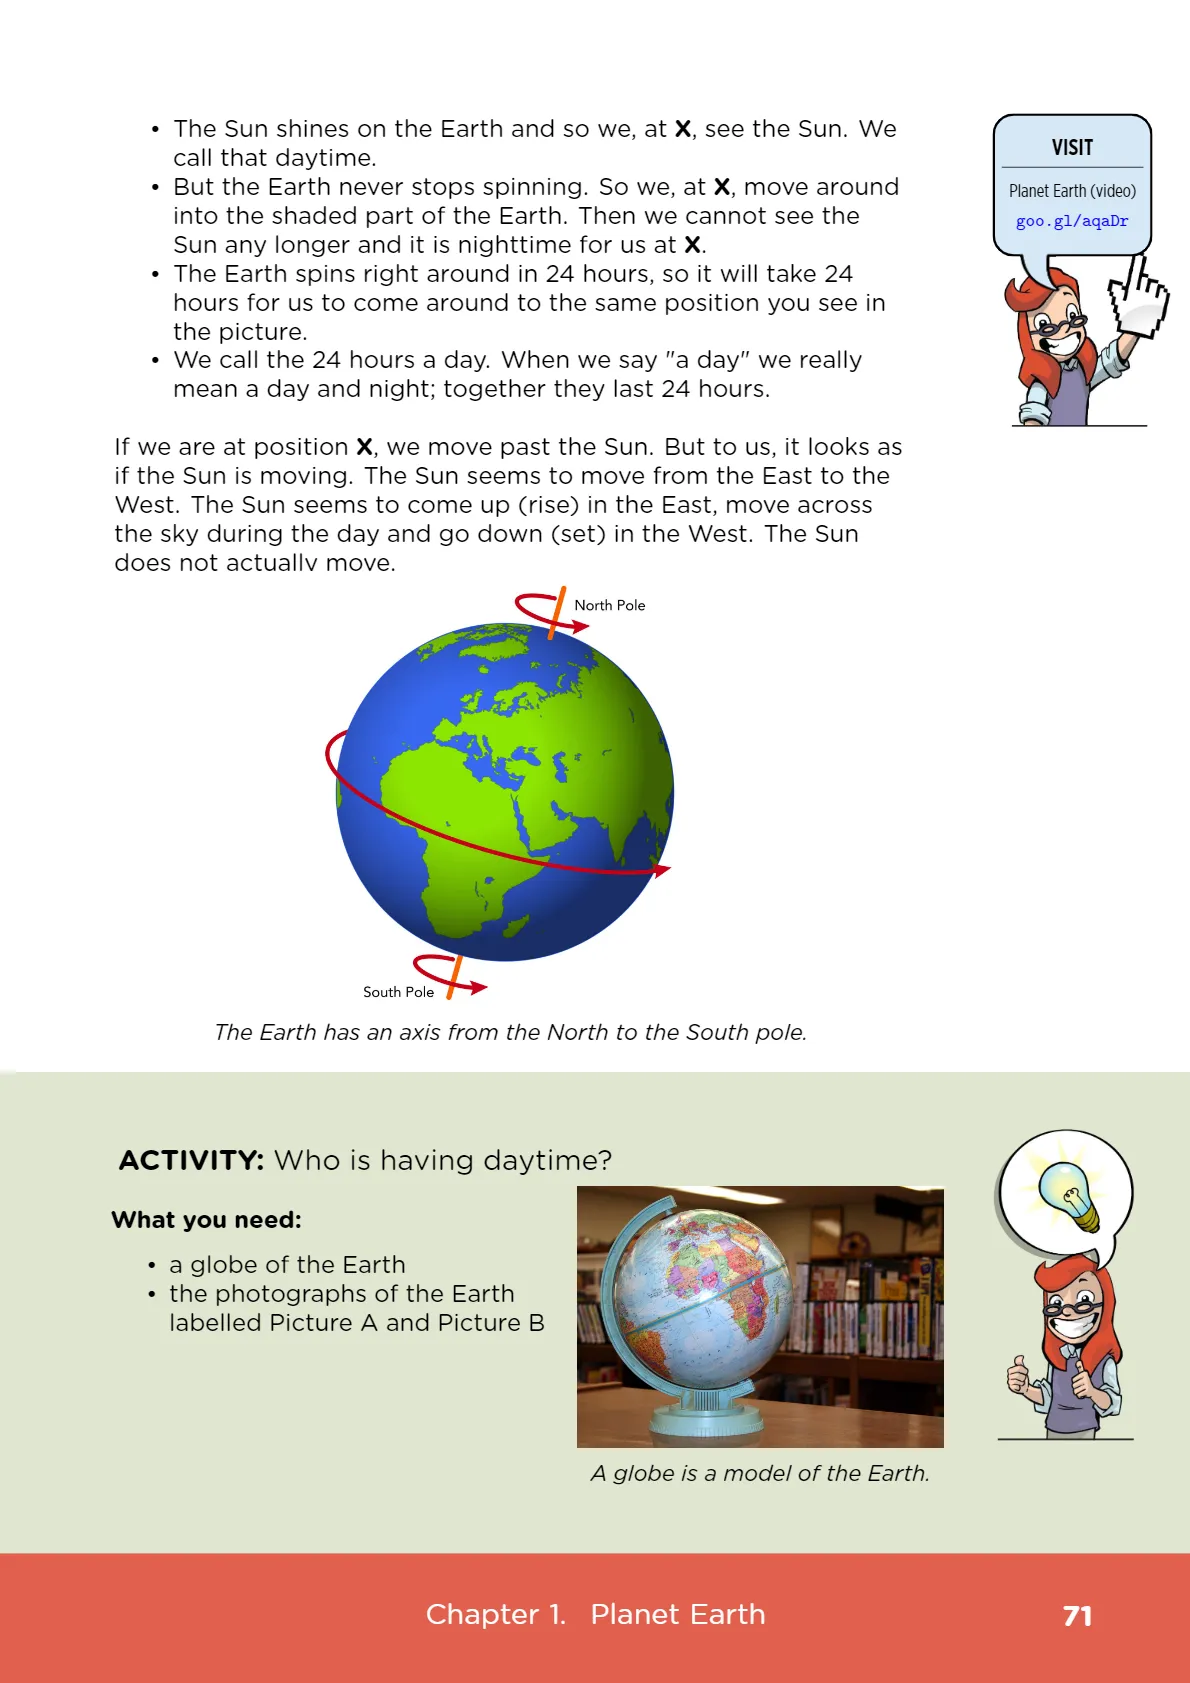 • The Sun shines on the Earth and so we, at X, see the Sun. We
call that daytime.
• But the Earth never stops spinning. So we, at X, move around
into the shaded part of the Earth. Then we cannot see the
Sun any longer and it is nighttime for us at X.
• The Earth spins right around in 24 hours, so it will take 24
hours for us to come around to the same position you see in
the picture.
• We call the 24 hours a day. When we say "a day" we really
mean a day and night; together they last 24 hours.
VISIT
Planet Earth (video)
goo.gl/aqaDr
If we are at position X, we move past the Sun. But to us, it looks as
if the Sun is moving. The Sun seems to move from the East to the
West. The Sun seems to come up (rise) in the East, move across
the sky during the day and go down (set) in the West. The Sun
does not actually move.
North Pole
South Pole
The Earth has an axis from the North to the South pole.
ACTIVITY: Who is having daytime?
What you need:
• a globe of the Earth
• the photographs of the Earth
labelled Picture A and Picture B
A globe is a model of the Earth.
Chapter 1. Planet Earth
71